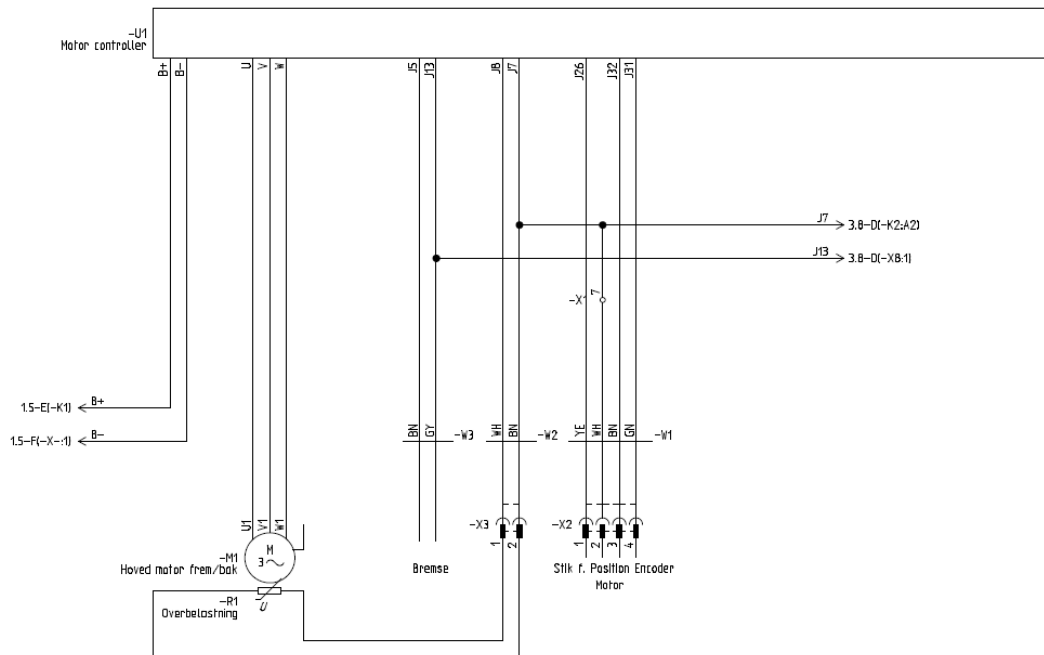 -U1
Motor controller
B+
B-
U
V
W
J5
J13
J8
J7
J26
J32
J31
J7
3.8-D(-K2:A2)
J13
3.8-D(-X8:1)
-X1
7
1.5-E(-K1)
B+
1.5-F(-X-:1)
B-
BN
GY
-W3
WH
BN
-W2
YE
WH
BN
GN
-W1
U1
V1
W1
-X3
1
2
-X2
1
2
3
4
M
3
-M1
Hoved motor frem/bak
Bremse
Stik f. Position Encoder
Motor
-R1
Overbelastning
U